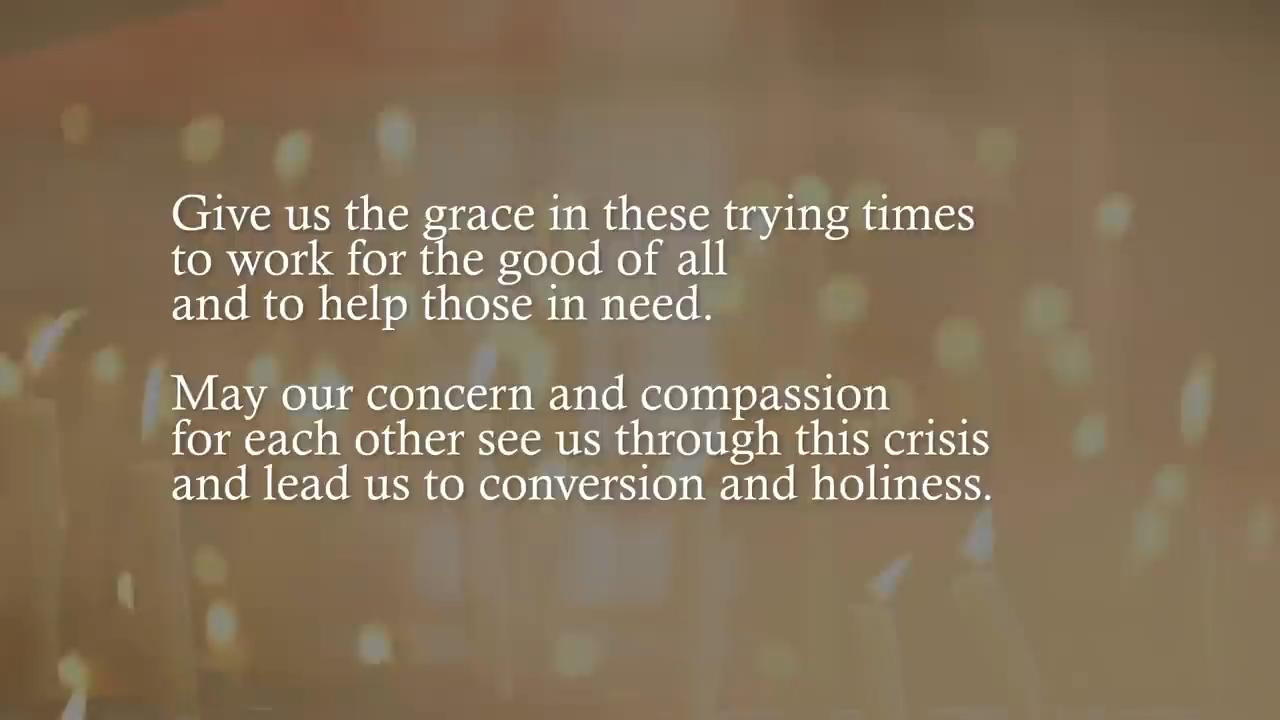 Give us the grace in these trying times
to work for the good of all
and to help those in need.
May our concern and compassion
for each other see us through this crisis
and lead us to conversion and holiness.